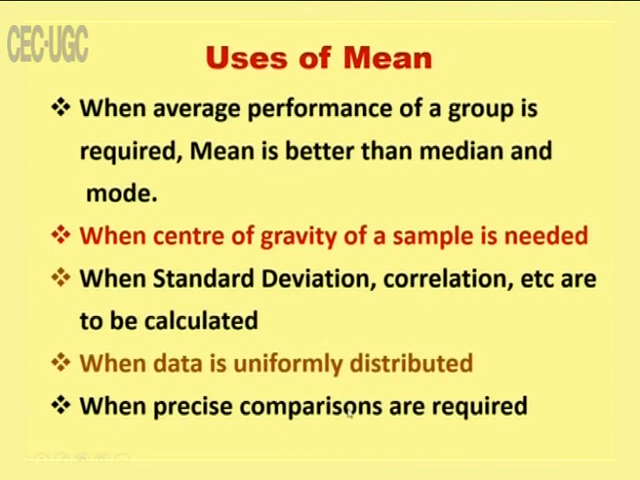 CEC-UGC
Uses of Mean
❖ When average performance of a group is
required, Mean is better than median and
mode.
❖ When centre of gravity of a sample is needed
❖ When Standard Deviation, correlation, etc are
to be calculated
❖ When data is uniformly distributed
❖ When precise comparisons are required